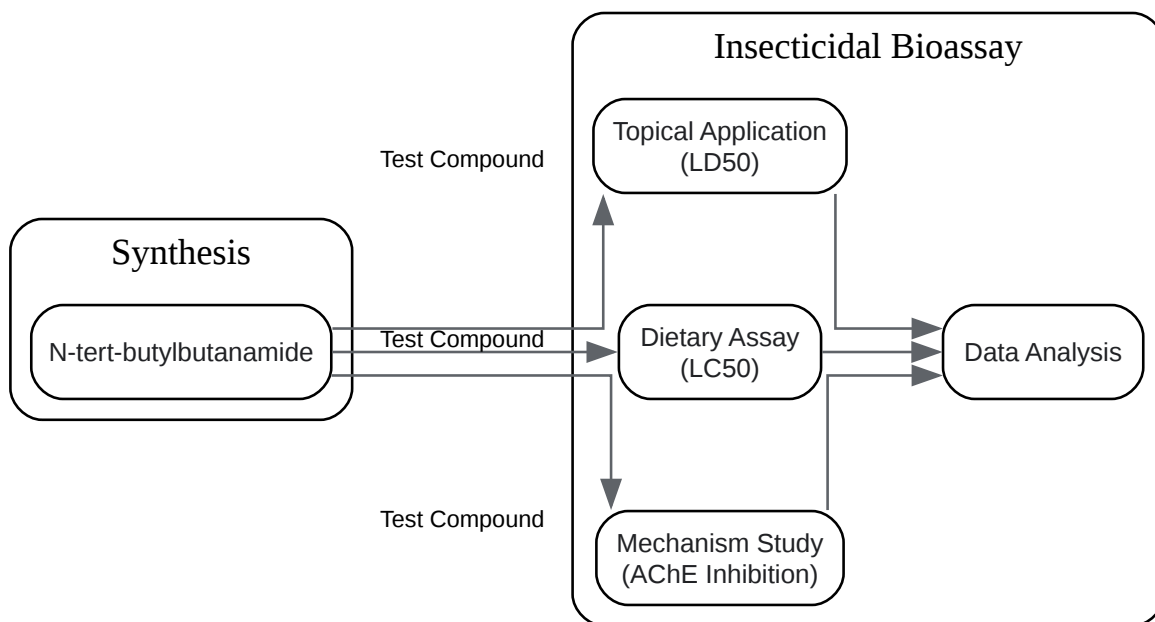 Insecticidal Bioassay
Topical Application
(LD50)
Test Compound
Synthesis
N-tert-butylbutanamide
Test Compound
Dietary Assay
(LC50)
Data Analysis
Test Compound
Mechanism Study
(AChE Inhibition)